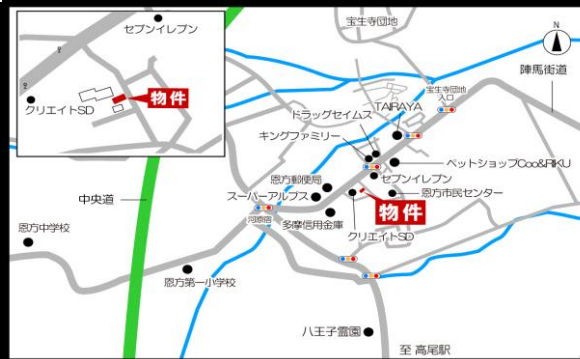 セブンイレブン
クリエイトSD
物件
宝生寺団地
N
陣馬街道
宝生寺団地
入口
TAIRAYA
ドラッグセイムス
キングファミリー
ペットショップCoo&RIKU
セブンイレブン
恩方市民センター
恩方郵便局
スーパーアルプス
多摩信用金庫
物件
クリエイトSD
中央道
河原宿
恩方中学校
恩方第一小学校
八王子霊園
至 高尾駅